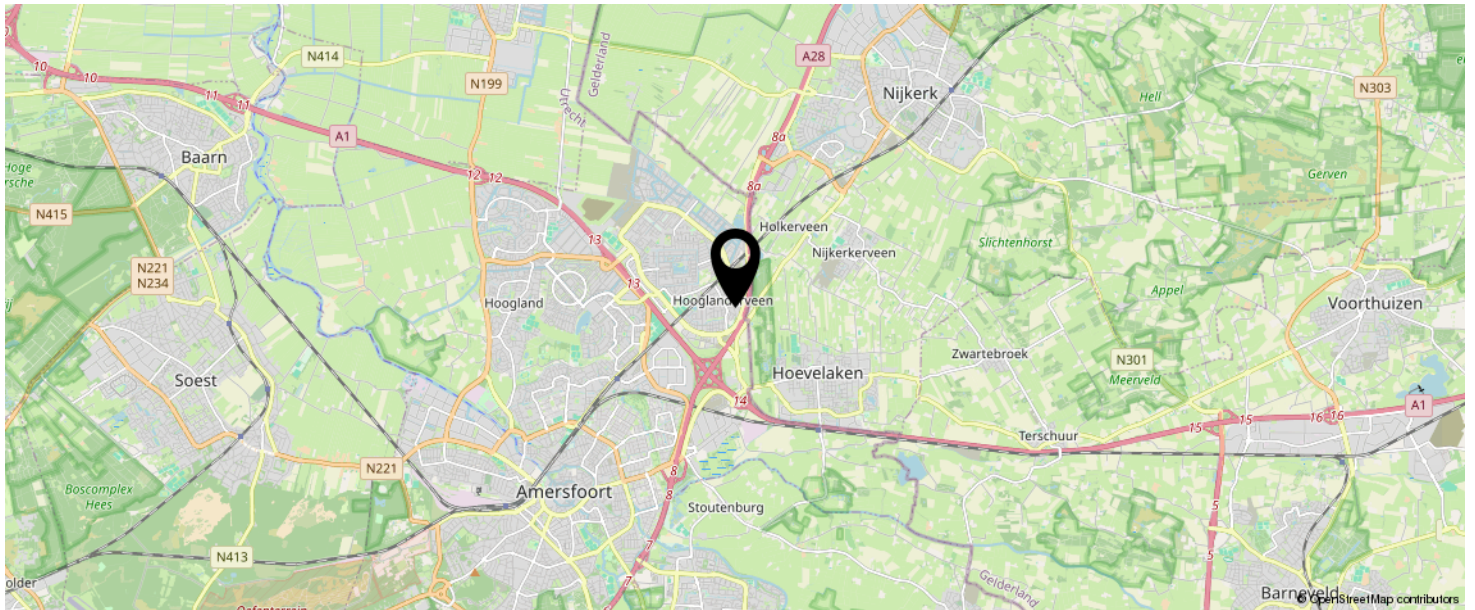 A28
N414
Gelderland
10
10
N199
Nijkerk
N303
Hell
11
11
Utrecht
A1
8a
Baarn
Hoge
rsche
12
12
8a
Gerven
N415
Holkerveen
Slichtenhorst
13
Nijkerkerveen
N221
N234
13
Appel
Hoogland
Hooglanderveen
Voorthuizen
Zwartebroek
N301
Soest
Hoevelaken
Meerveld
14
A1
15
15
16
16
Terschuur
N221
8
Boscomplex
Hees
Amersfoort
8
Stoutenburg
5
7
5
N413
older
7
Gelderland
Barneveld
Oefenterrein
© OpenStreetMap contributors